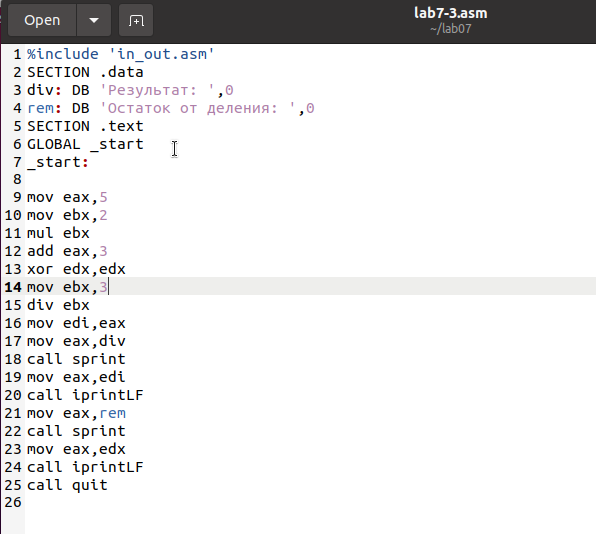 Open
lab7-3.asm
~/lab07
1 %include 'in_out.asm'
2 SECTION .data
3 div: DB 'Результат: ',0
4 rem: DB 'Остаток от деления: ',0
5 SECTION .text
6 GLOBAL _start
7 _start:
8
9 mov eax,5
10 mov ebx,2
11 mul ebx
12 add eax,3
13 xor edx,edx
14 mov ebx,3
15 div ebx
16 mov edi,eax
17 mov eax,div
18 call sprint
19 mov eax,edi
20 call iprintLF
21 mov eax,rem
22 call sprint
23 mov eax,edx
24 call iprintLF
25 call quit
26